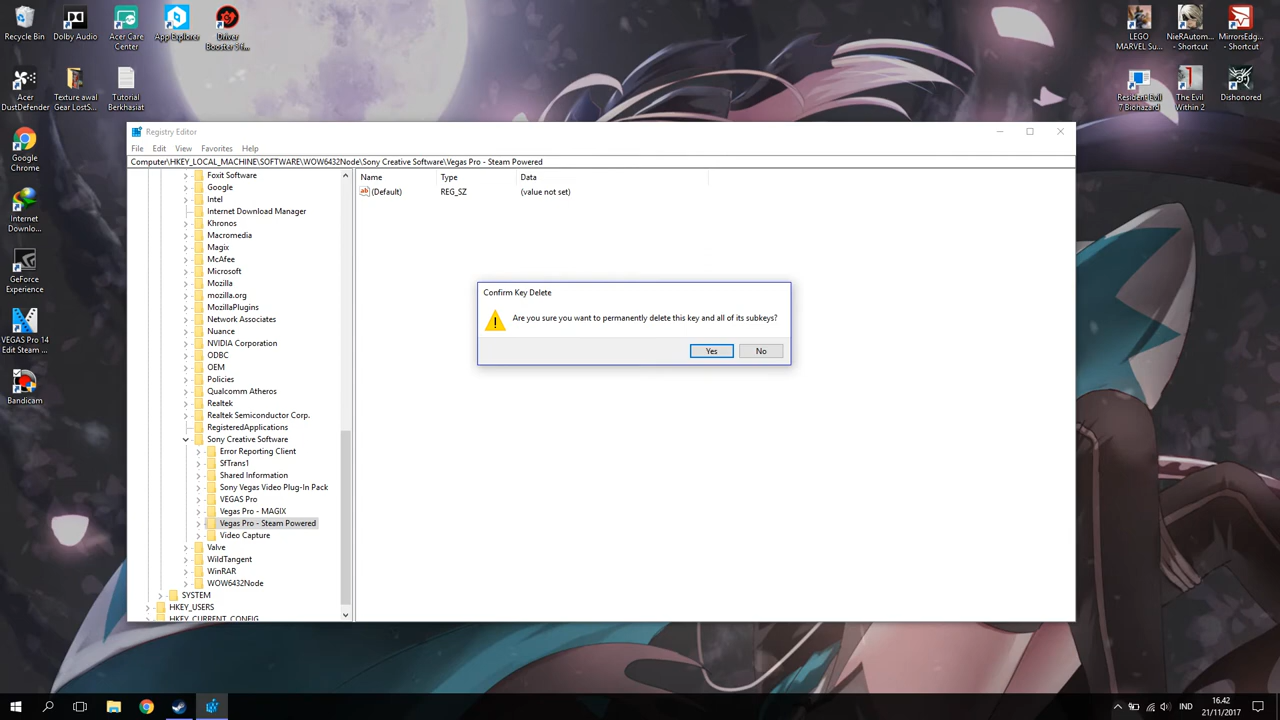 Recycle Bin
Dolby Audio
Acer Care
Center
App Explorer
Driver
Booster 3 f...
LEGO
MARVEL Su...
NieRAutom...
- Shortcut
MirrorsEdg...
- Shortcut
Acer
DustDefender
Texture awal
Gear LostS...
Tutorial
Berkhasiat
Resident Evil
7 Biohazard
The Evil
Within 2
Dishonored
Google
Chrome
Internet
Downlo...
GeForce
Experience
VEGAS Pro 14
Edit Steam ...
Bandicam
Registry Editor
File Edit View Favorites Help
Computer\HKEY_LOCAL_MACHINE\SOFTWARE\WOW6432Node\Sony Creative Software\Vegas Pro - Steam Powered
Foxit Software
Google
Intel
Internet Download Manager
Khronos
Macromedia
Magix
McAfee
Microsoft
Mozilla
mozilla.org
MozillaPlugins
Network Associates
Nuance
NVIDIA Corporation
ODBC
OEM
Policies
Qualcomm Atheros
Realtek
Realtek Semiconductor Corp.
RegisteredApplications
Sony Creative Software
Error Reporting Client
SfTrans1
Shared Information
Sony Vegas Video Plug-In Pack
VEGAS Pro
Vegas Pro - MAGIX
Vegas Pro - Steam Powered
Video Capture
Valve
WildTangent
WinRAR
WOW6432Node
SYSTEM
HKEY_USERS
HKEY_CURRENT_CONFIG
Name Type Data
ab (Default) REG_SZ (value not set)
Confirm Key Delete
Are you sure you want to permanently delete this key and all of its subkeys?
Yes No
IND
16.42
21/11/2017